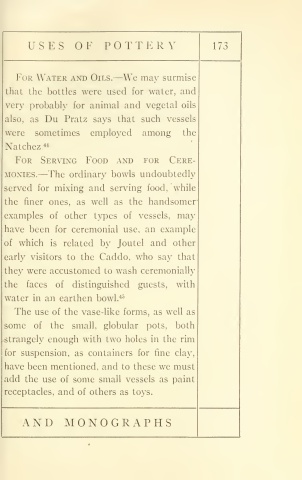 USES OF POTTERY 173
FOR WATER AND OILS.—We may surmise
that the bottles were used for water, and
very probably for animal and vegetal oils
also, as Du Pratz says that such vessels
were sometimes employed among the
Natchez.⁴⁴
FOR SERVING FOOD AND FOR CERE-
MONIES.—The ordinary bowls undoubtedly
served for mixing and serving food, while
the finer ones, as well as the handsomer
examples of other types of vessels, may
have been for ceremonial use, an example
of which is related by Joutel and other
early visitors to the Caddo, who say that
they were accustomed to wash ceremonially
the faces of distinguished guests, with
water in an earthen bowl.⁴⁵
The use of the vase-like forms, as well as
some of the small, globular pots, both
strangely enough with two holes in the rim
for suspension, as containers for fine clay,
have been mentioned, and to these we must
add the use of some small vessels as paint
receptacles, and of others as toys.
AND MONOGRAPHS